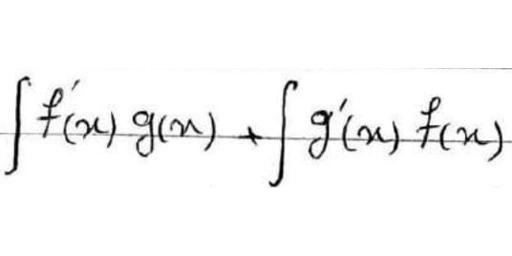 ∫ f′(x) g(x) + ∫ g′(x) f(x)